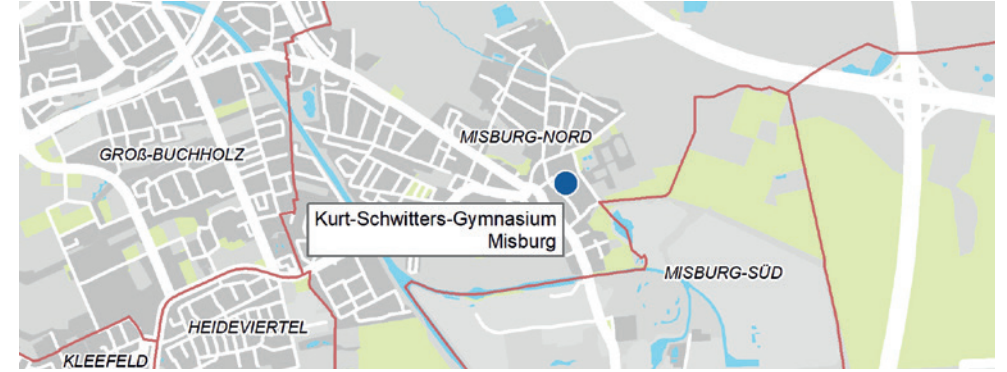 MISBURG-NORD
GROß-BUCHHOLZ
Kurt-Schwitters-Gymnasium
Misburg
MISBURG-SÜD
HEIDEVIERTEL
KLEEFELD